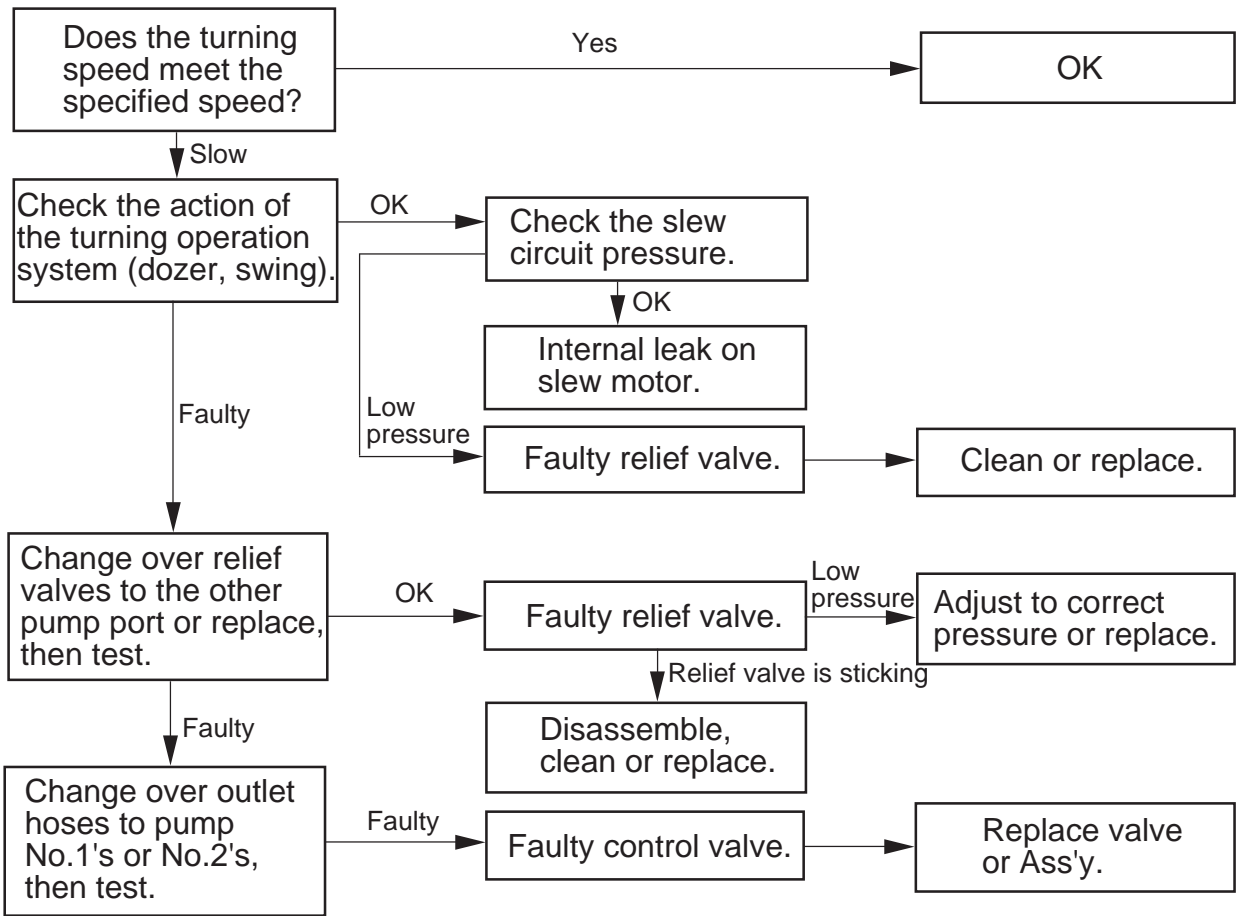 Does the turning
speed meet the
specified speed?
Yes
OK
Slow
Check the action of
the turning operation
system (dozer, swing).
OK
Check the slew
circuit pressure.
OK
Internal leak on
slew motor.
Faulty
Low
pressure
Faulty relief valve.
Clean or replace.
Change over relief
valves to the other
pump port or replace,
then test.
OK
Faulty relief valve.
Low
pressure
Adjust to correct
pressure or replace.
Relief valve is sticking
Disassemble,
clean or replace.
Faulty
Change over outlet
hoses to pump
No.1's or No.2's,
then test.
Faulty
Faulty control valve.
Replace valve
or Ass'y.